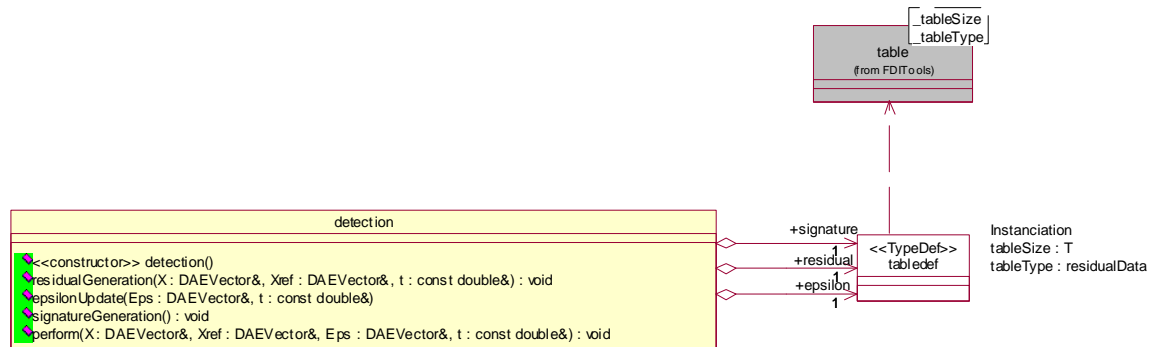 _tableSize
_tableType
table
(from FDITools)
detection
<<constructor>> detection()
residualGeneration(X : DAEVector&, Xref : DAEVector&, t : const double&) : void
epsilonUpdate(Eps : DAEVector&, t : const double&)
signatureGeneration() : void
perform(X : DAEVector&, Xref : DAEVector&, Eps : DAEVector&, t : const double&) : void
+signature
1
+residual
1
+epsilon
1
<<TypeDef>>
tabledef
Instanciation
tableSize : T
tableType : residualData